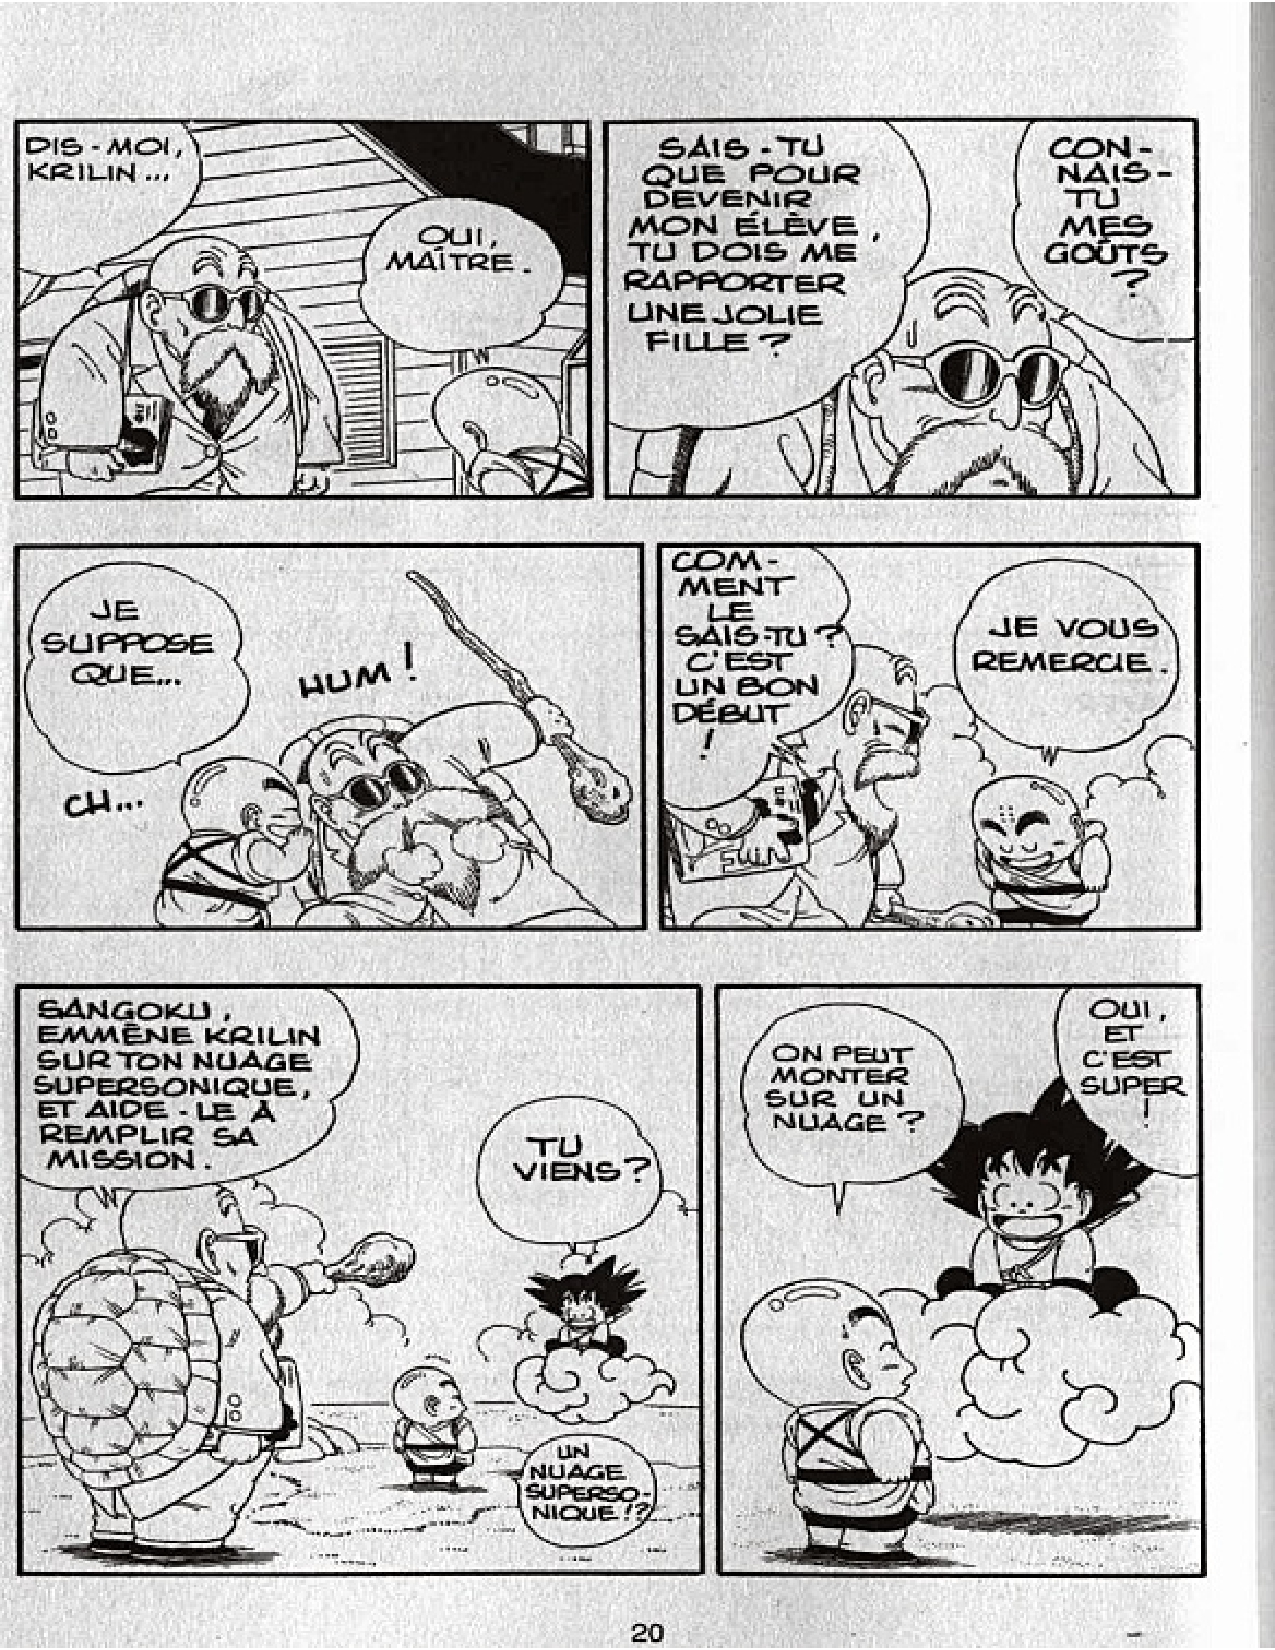 DIS-MOI,
KRILIN...
OUI,
MAÎTRE.
SAIS-TU
QUE POUR
DEVENIR
MON ÉLÈVE,
TU DOIS ME
RAPPORTER
UNE JOLIE
FILLE?
CON-
NAIS-
TU
MES
GOÛTS
?
JE
SUPPOSE
QUE...
CH...
HUM!
COM-
MENT
LE
SAIS-TU?
C'EST
UN BON
DÉBUT
!
JE VOUS
REMERCIE.
SANGOKU,
EMMÈNE KRILIN
SUR TON NUAGE
SUPERSONIQUE,
ET AIDE-LE À
REMPLIR SA
MISSION.
TU
VIENS?
UN
NUAGE
SUPERSO-
NIQUE!?
ON PEUT
MONTER
SUR UN
NUAGE?
OUI,
ET
C'EST
SUPER
!
20